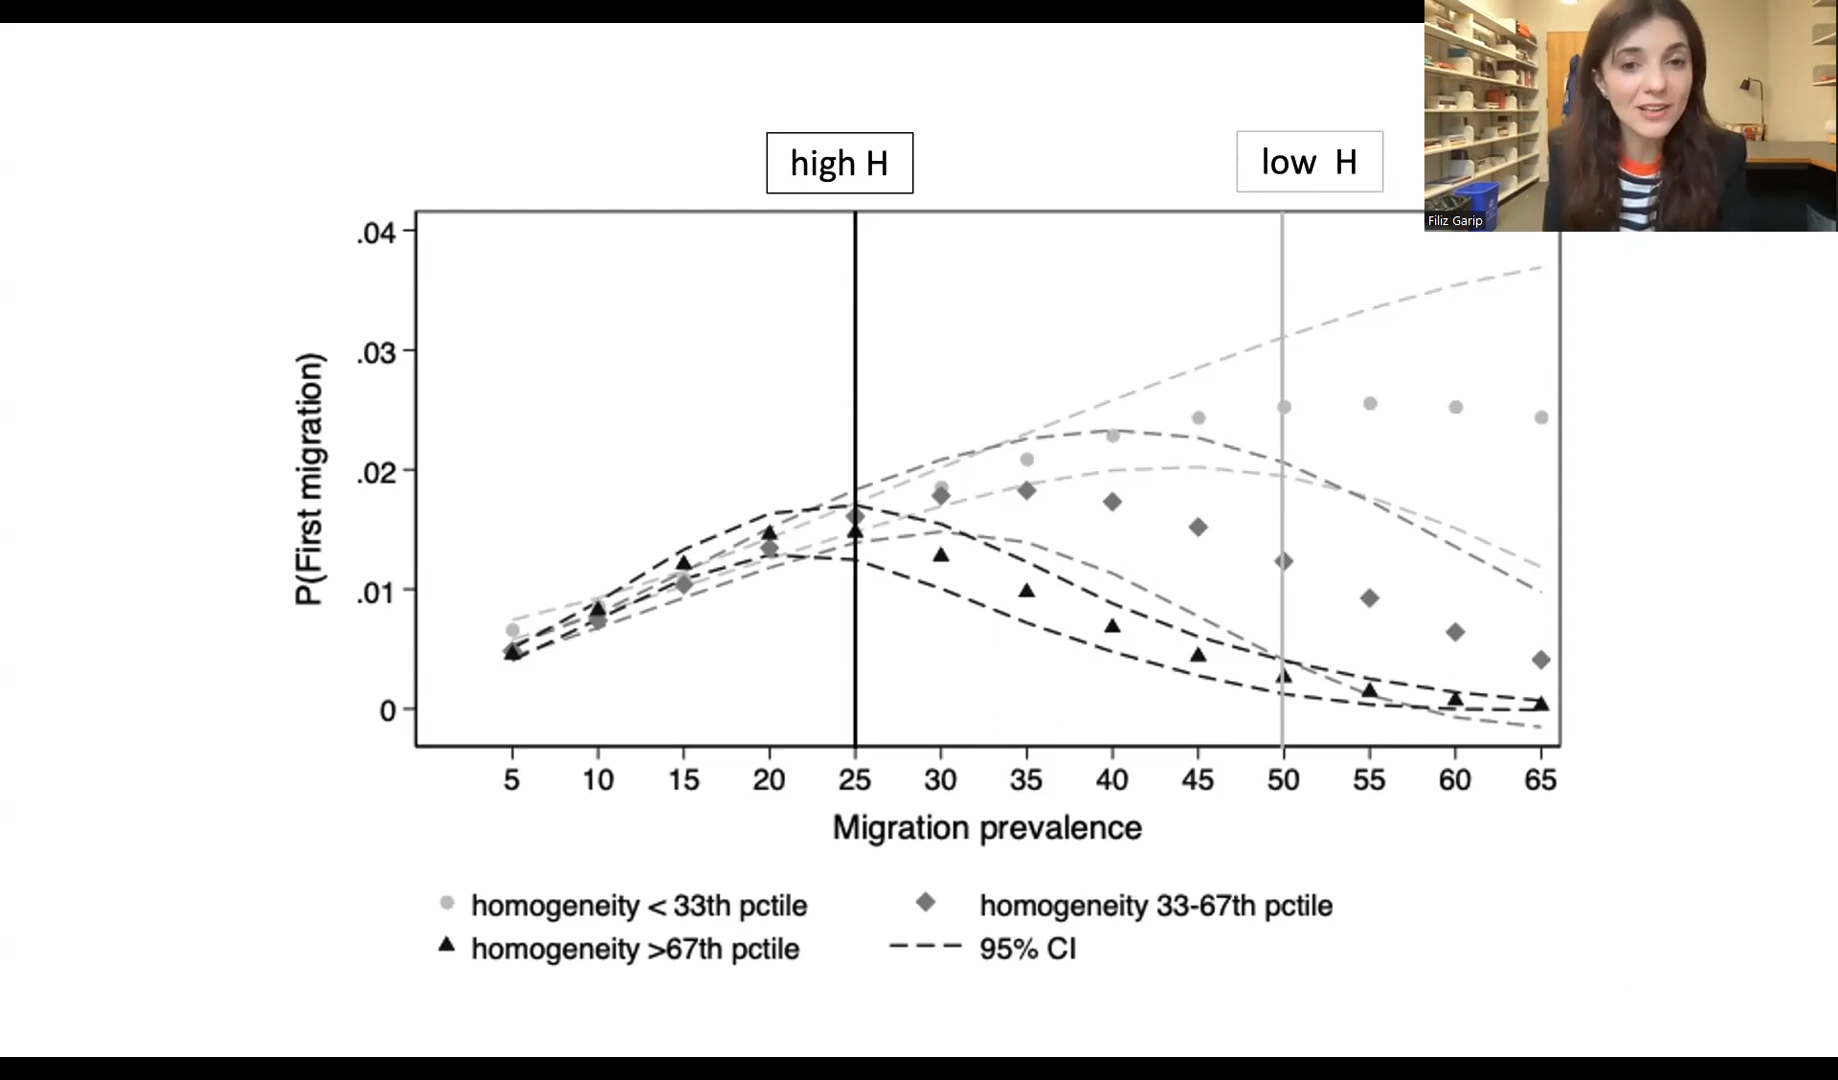 high H
low H
Filiz Garip
.04
.03
.02
.01
0
P(First migration)
5 10 15 20 25 30 35 40 45 50 55 60 65
Migration prevalence
homogeneity < 33th pctile
homogeneity 33-67th pctile
homogeneity >67th pctile
95% CI